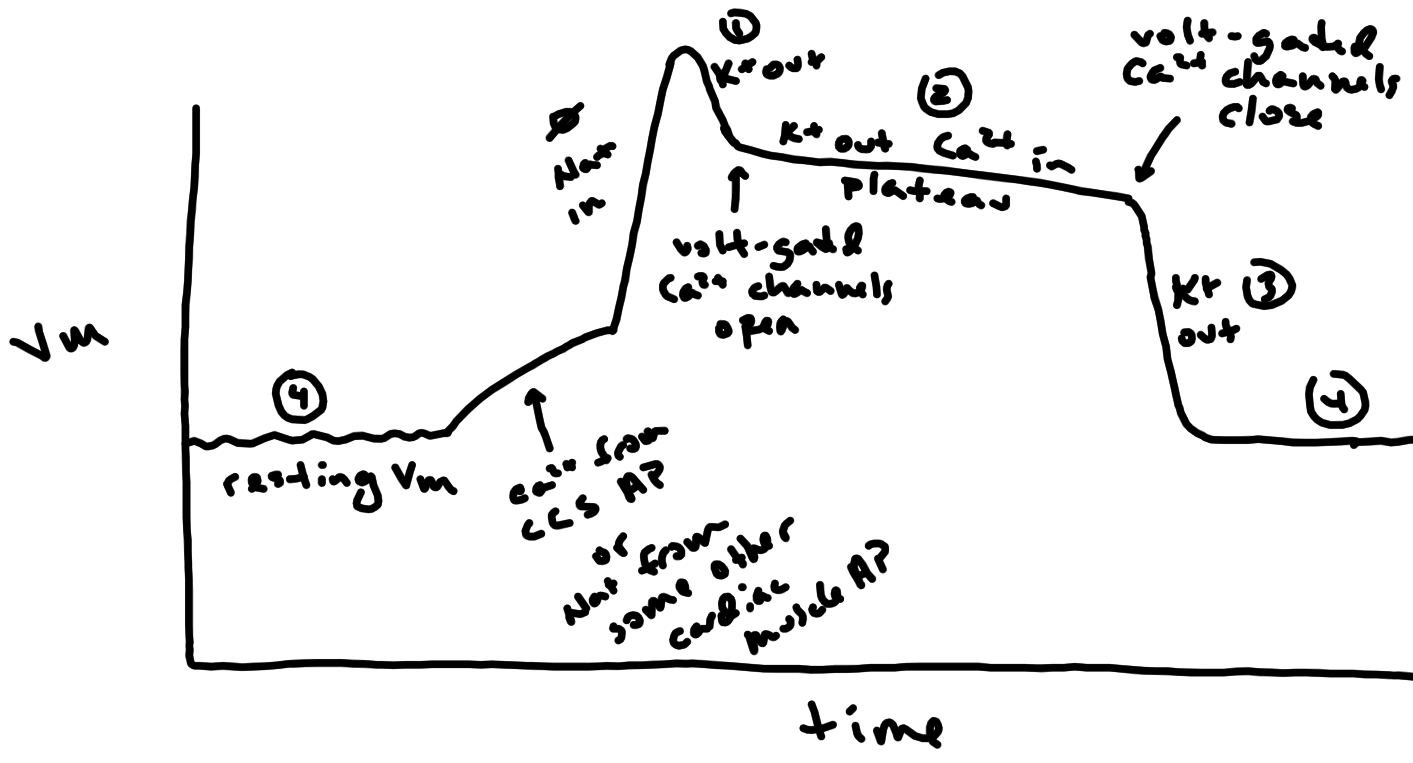 ①
K+ out
volt-gated
Ca2+ channels
close
Ø
Na+
in
②
K+ out Ca2+ in
plateau
volt-gated
Ca2+ channels
open
K+ ③
out
Vm
④
resting Vm
ca2+ from
CCS AP
or
Na+ from
some other
cardiac
muscle AP
④
time